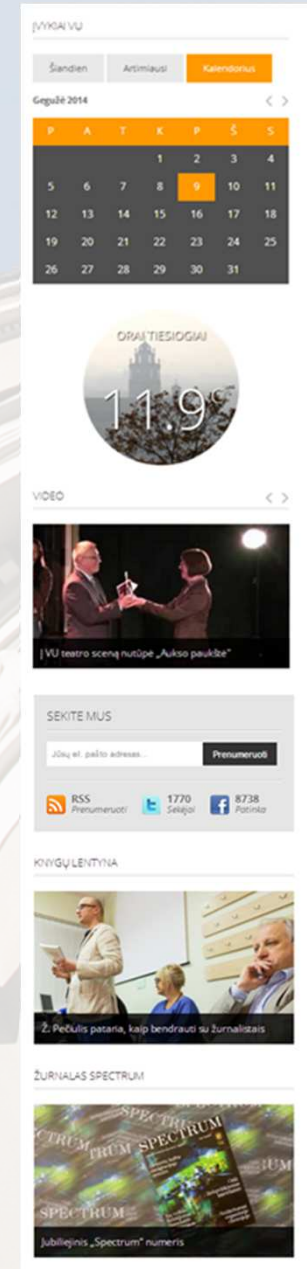 ĮVYKIAI VU
Šiandien Artimiausi Kalendorius
Gegužė 2014 < >
P A T K P Š S
1 2 3 4
5 6 7 8 9 10 11
12 13 14 15 16 17 18
19 20 21 22 23 24 25
26 27 28 29 30 31
ORAI TIESIOGIAI
11.9°
VIDEO < >
Į VU teatro sceną nutūpė „Aukso paukštė"
SEKITE MUS
Jūsų el. pašto adresas... Prenumeruoti
RSS 1770 8738
Prenumeruoti Sekėjai Patinka
KNYGŲ LENTYNA
Ž. Pečiulis pataria, kaip bendrauti su žurnalistais
ŽURNALAS SPECTRUM
SPECTRUM
SPECTRUM
SPECTRUM
Jubiliejinis „Spectrum" numeris